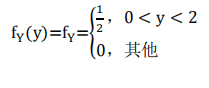 f_Y(y)=f_Y={1/2, 0 < y < 2
0, 其他